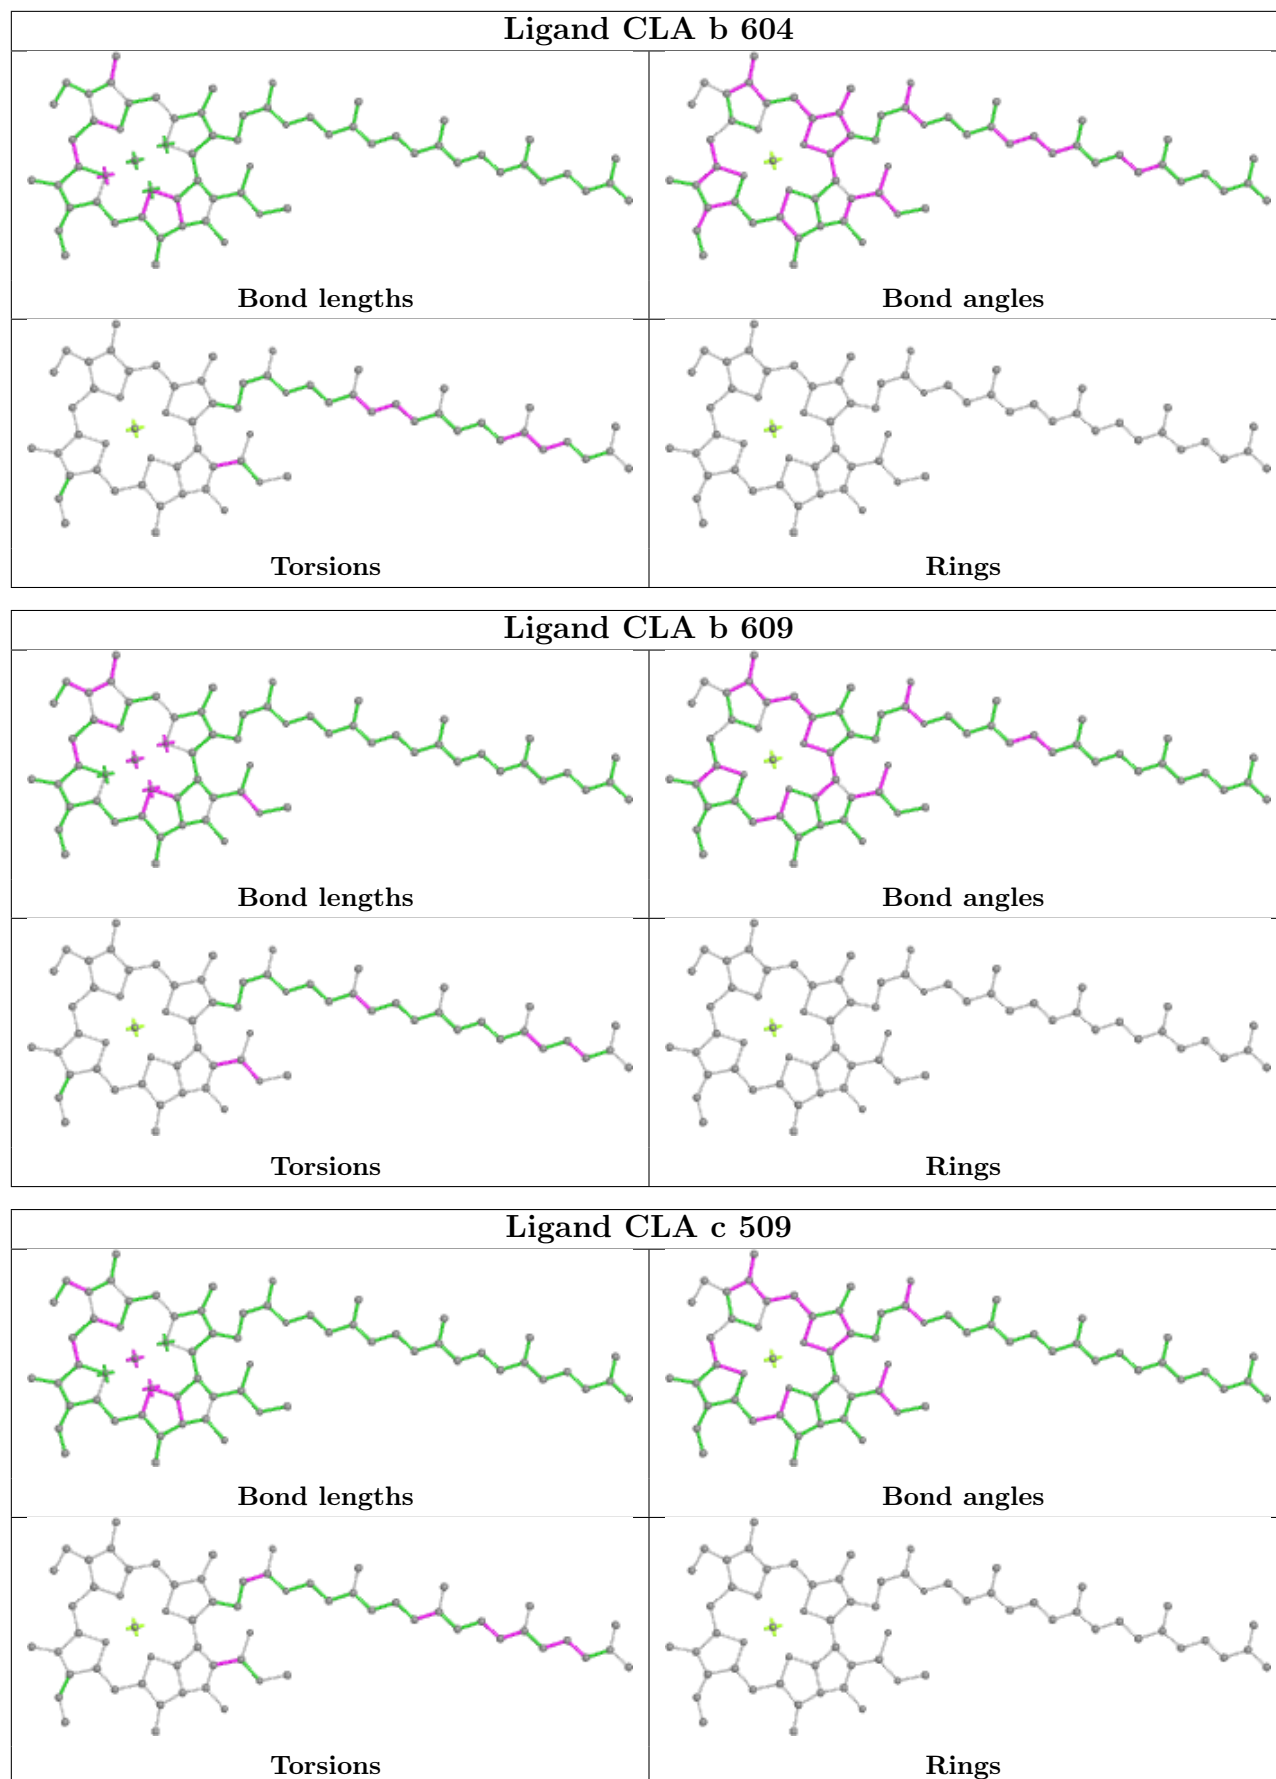 Ligand CLA b 604
Bond lengths
Bond angles
Torsions
Rings
Ligand CLA b 609
Bond lengths
Bond angles
Torsions
Rings
Ligand CLA c 509
Bond lengths
Bond angles
Torsions
Rings